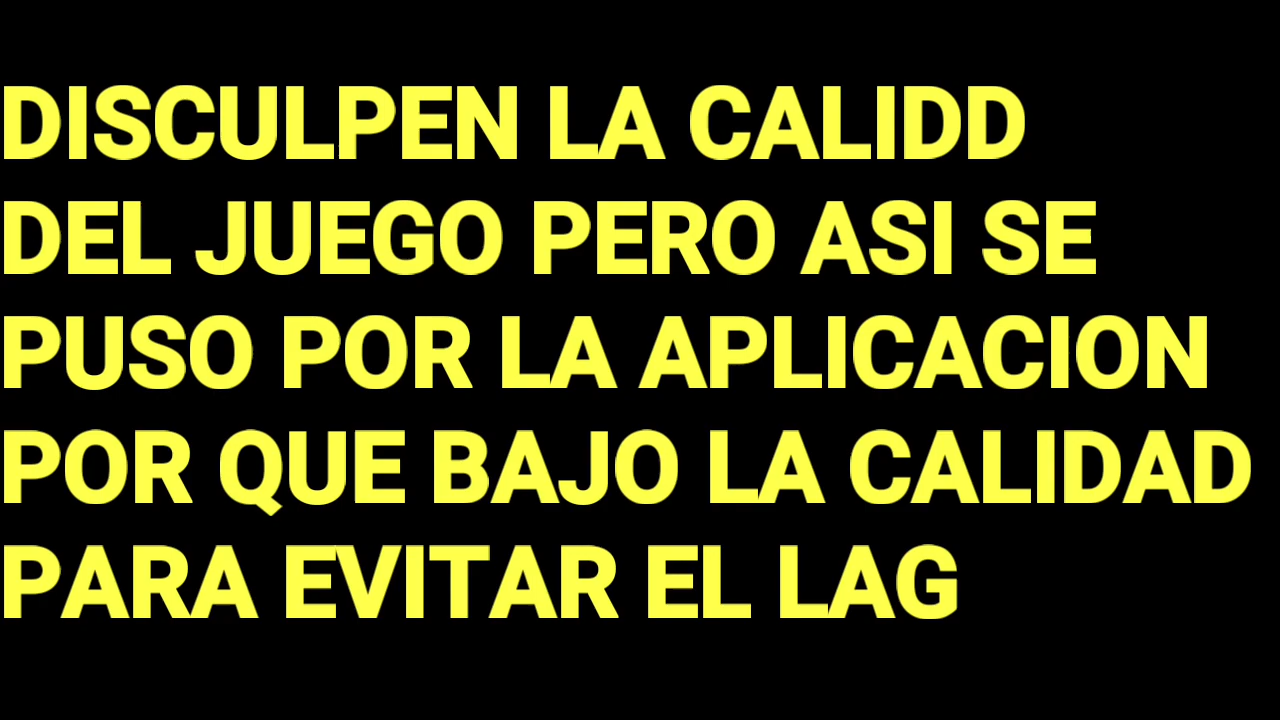 DISCULPEN LA CALIDD
DEL JUEGO PERO ASI SE
PUSO POR LA APLICACION
POR QUE BAJO LA CALIDAD
PARA EVITAR EL LAG